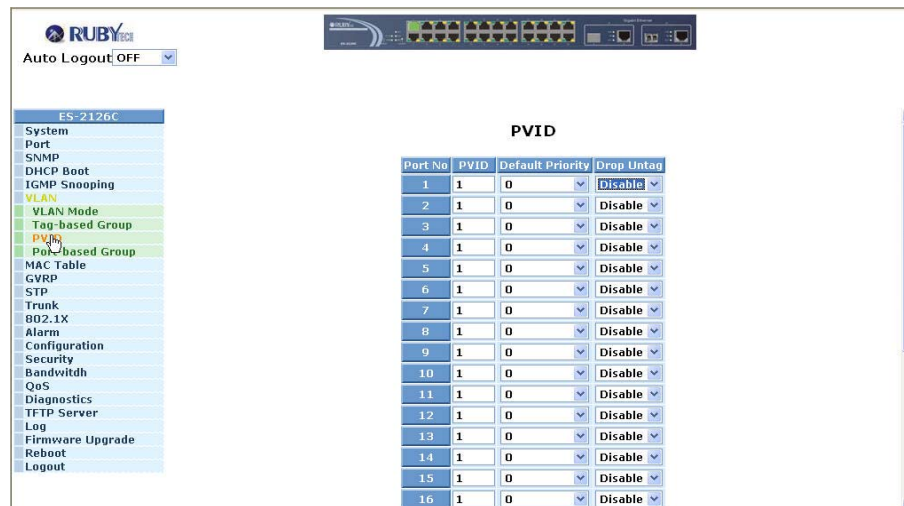 RUBYTECH
Auto Logout OFF
ES-2126C
System
Port
SNMP
DHCP Boot
IGMP Snooping
VLAN
VLAN Mode
Tag-based Group
PVID
Port-based Group
MAC Table
GVRP
STP
Trunk
802.1X
Alarm
Configuration
Security
Bandwitdh
QoS
Diagnostics
TFTP Server
Log
Firmware Upgrade
Reboot
Logout
PVID
Port No PVID Default Priority Drop Untag
1 1 0 Disable
2 1 0 Disable
3 1 0 Disable
4 1 0 Disable
5 1 0 Disable
6 1 0 Disable
7 1 0 Disable
8 1 0 Disable
9 1 0 Disable
10 1 0 Disable
11 1 0 Disable
12 1 0 Disable
13 1 0 Disable
14 1 0 Disable
15 1 0 Disable
16 1 0 Disable